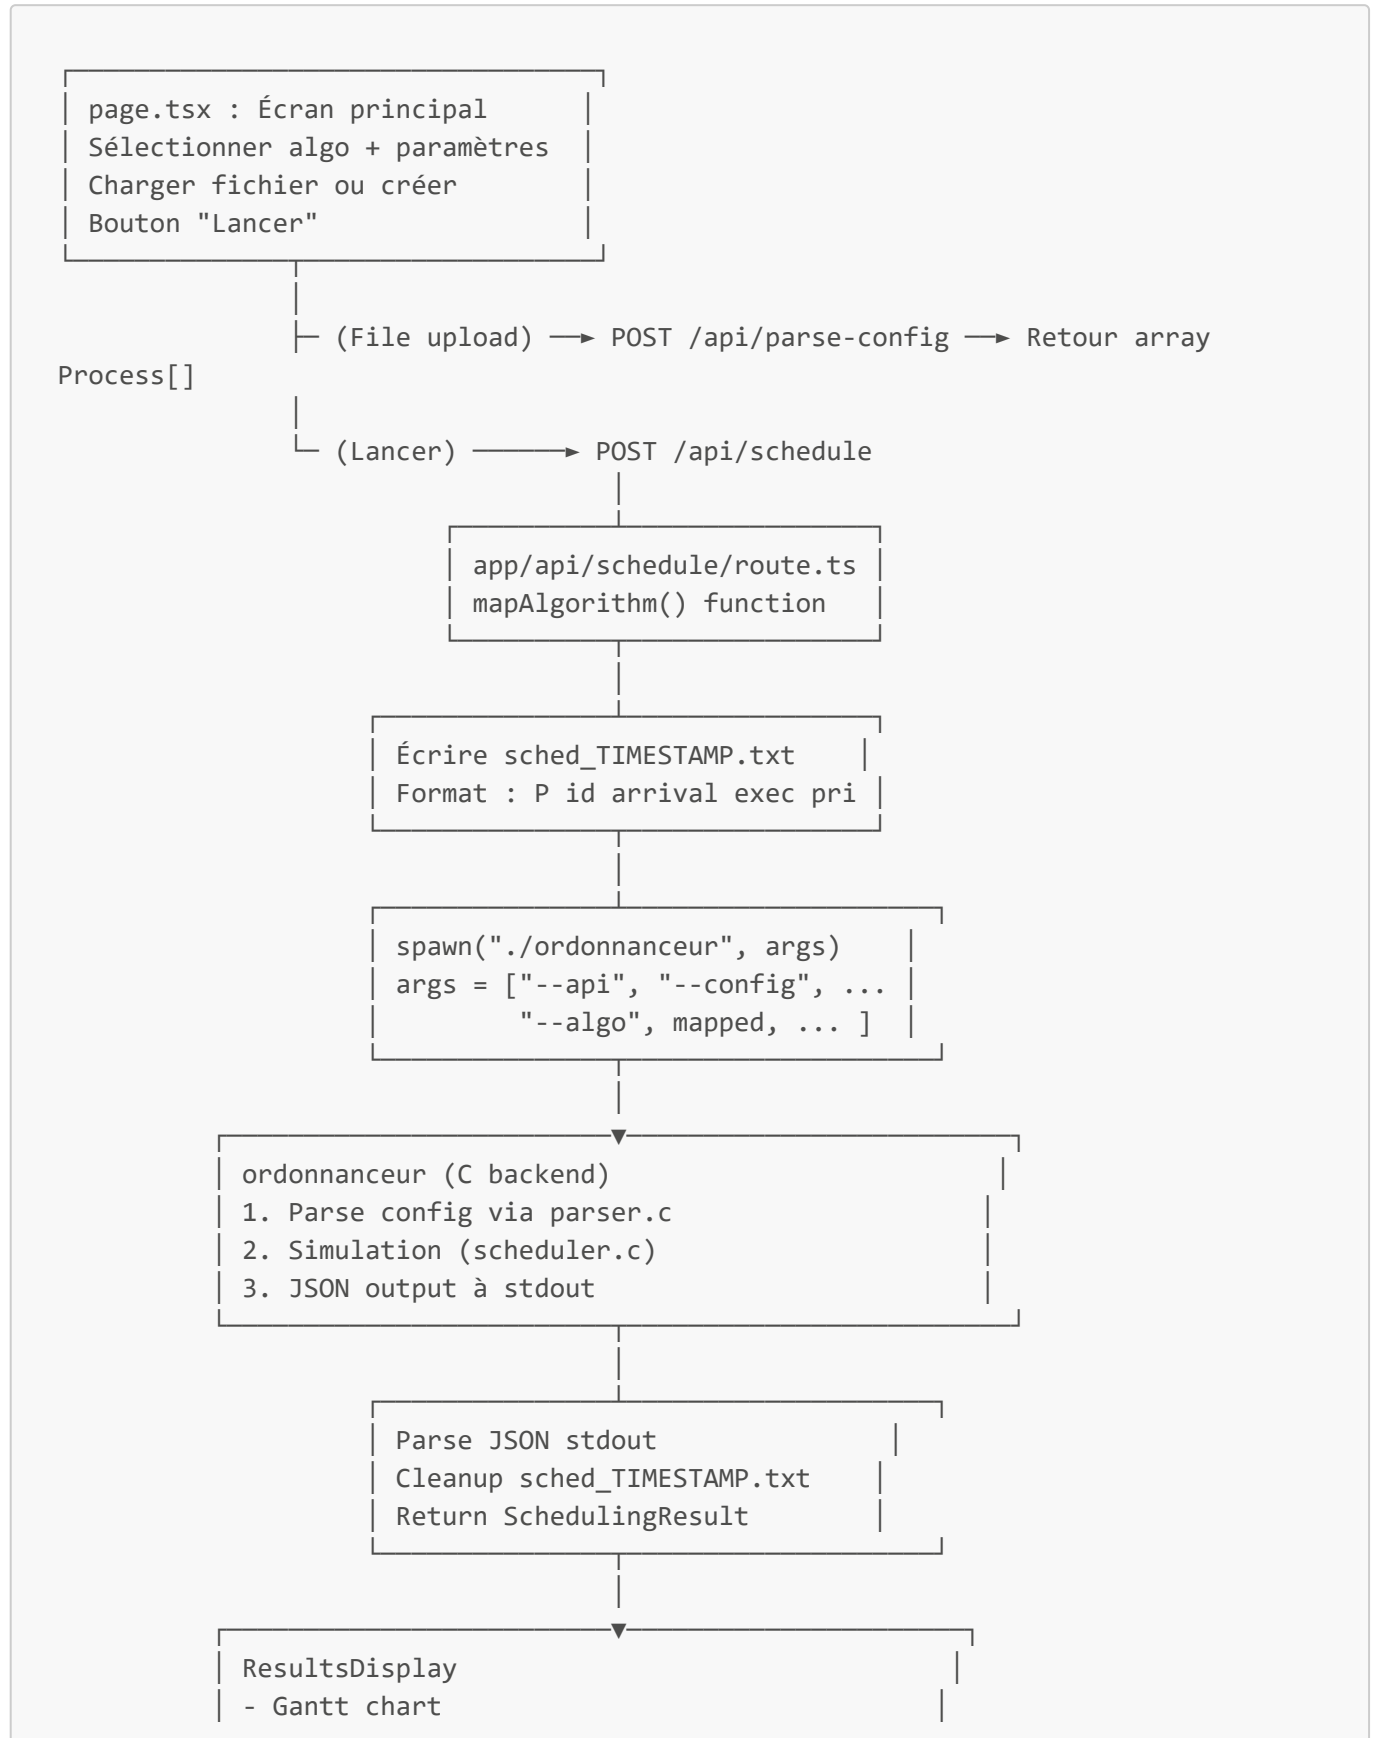 page.tsx : Écran principal
Sélectionner algo + paramètres
Charger fichier ou créer
Bouton "Lancer"
(File upload) ──► POST /api/parse-config ──► Retour array
Process[]
(Lancer) ──────► POST /api/schedule
app/api/schedule/route.ts
mapAlgorithm() function
Écrire sched_TIMESTAMP.txt
Format : P id arrival exec pri
spawn("./ordonnanceur", args)
args = ["--api", "--config", ...
"--algo", mapped, ... ]
ordonnanceur (C backend)
1. Parse config via parser.c
2. Simulation (scheduler.c)
3. JSON output à stdout
Parse JSON stdout
Cleanup sched_TIMESTAMP.txt
Return SchedulingResult
ResultsDisplay
- Gantt chart